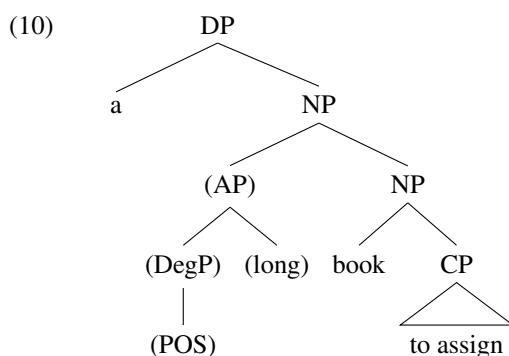 (10) DP
a NP
(AP) NP
(DegP) (long) book CP
(POS) to assign